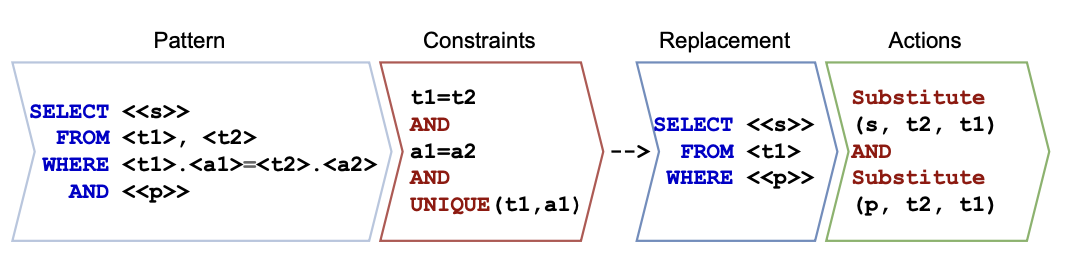 Pattern
Constraints
Replacement
Actions
SELECT <<s>>
FROM <t1>, <t2>
WHERE <t1>.<a1>=<t2>.<a2>
AND <<p>>
t1=t2
AND
a1=a2
AND
UNIQUE(t1,a1)
-->
SELECT <<s>>
FROM <t1>
WHERE <<p>>
Substitute
(s, t2, t1)
AND
Substitute
(p, t2, t1)